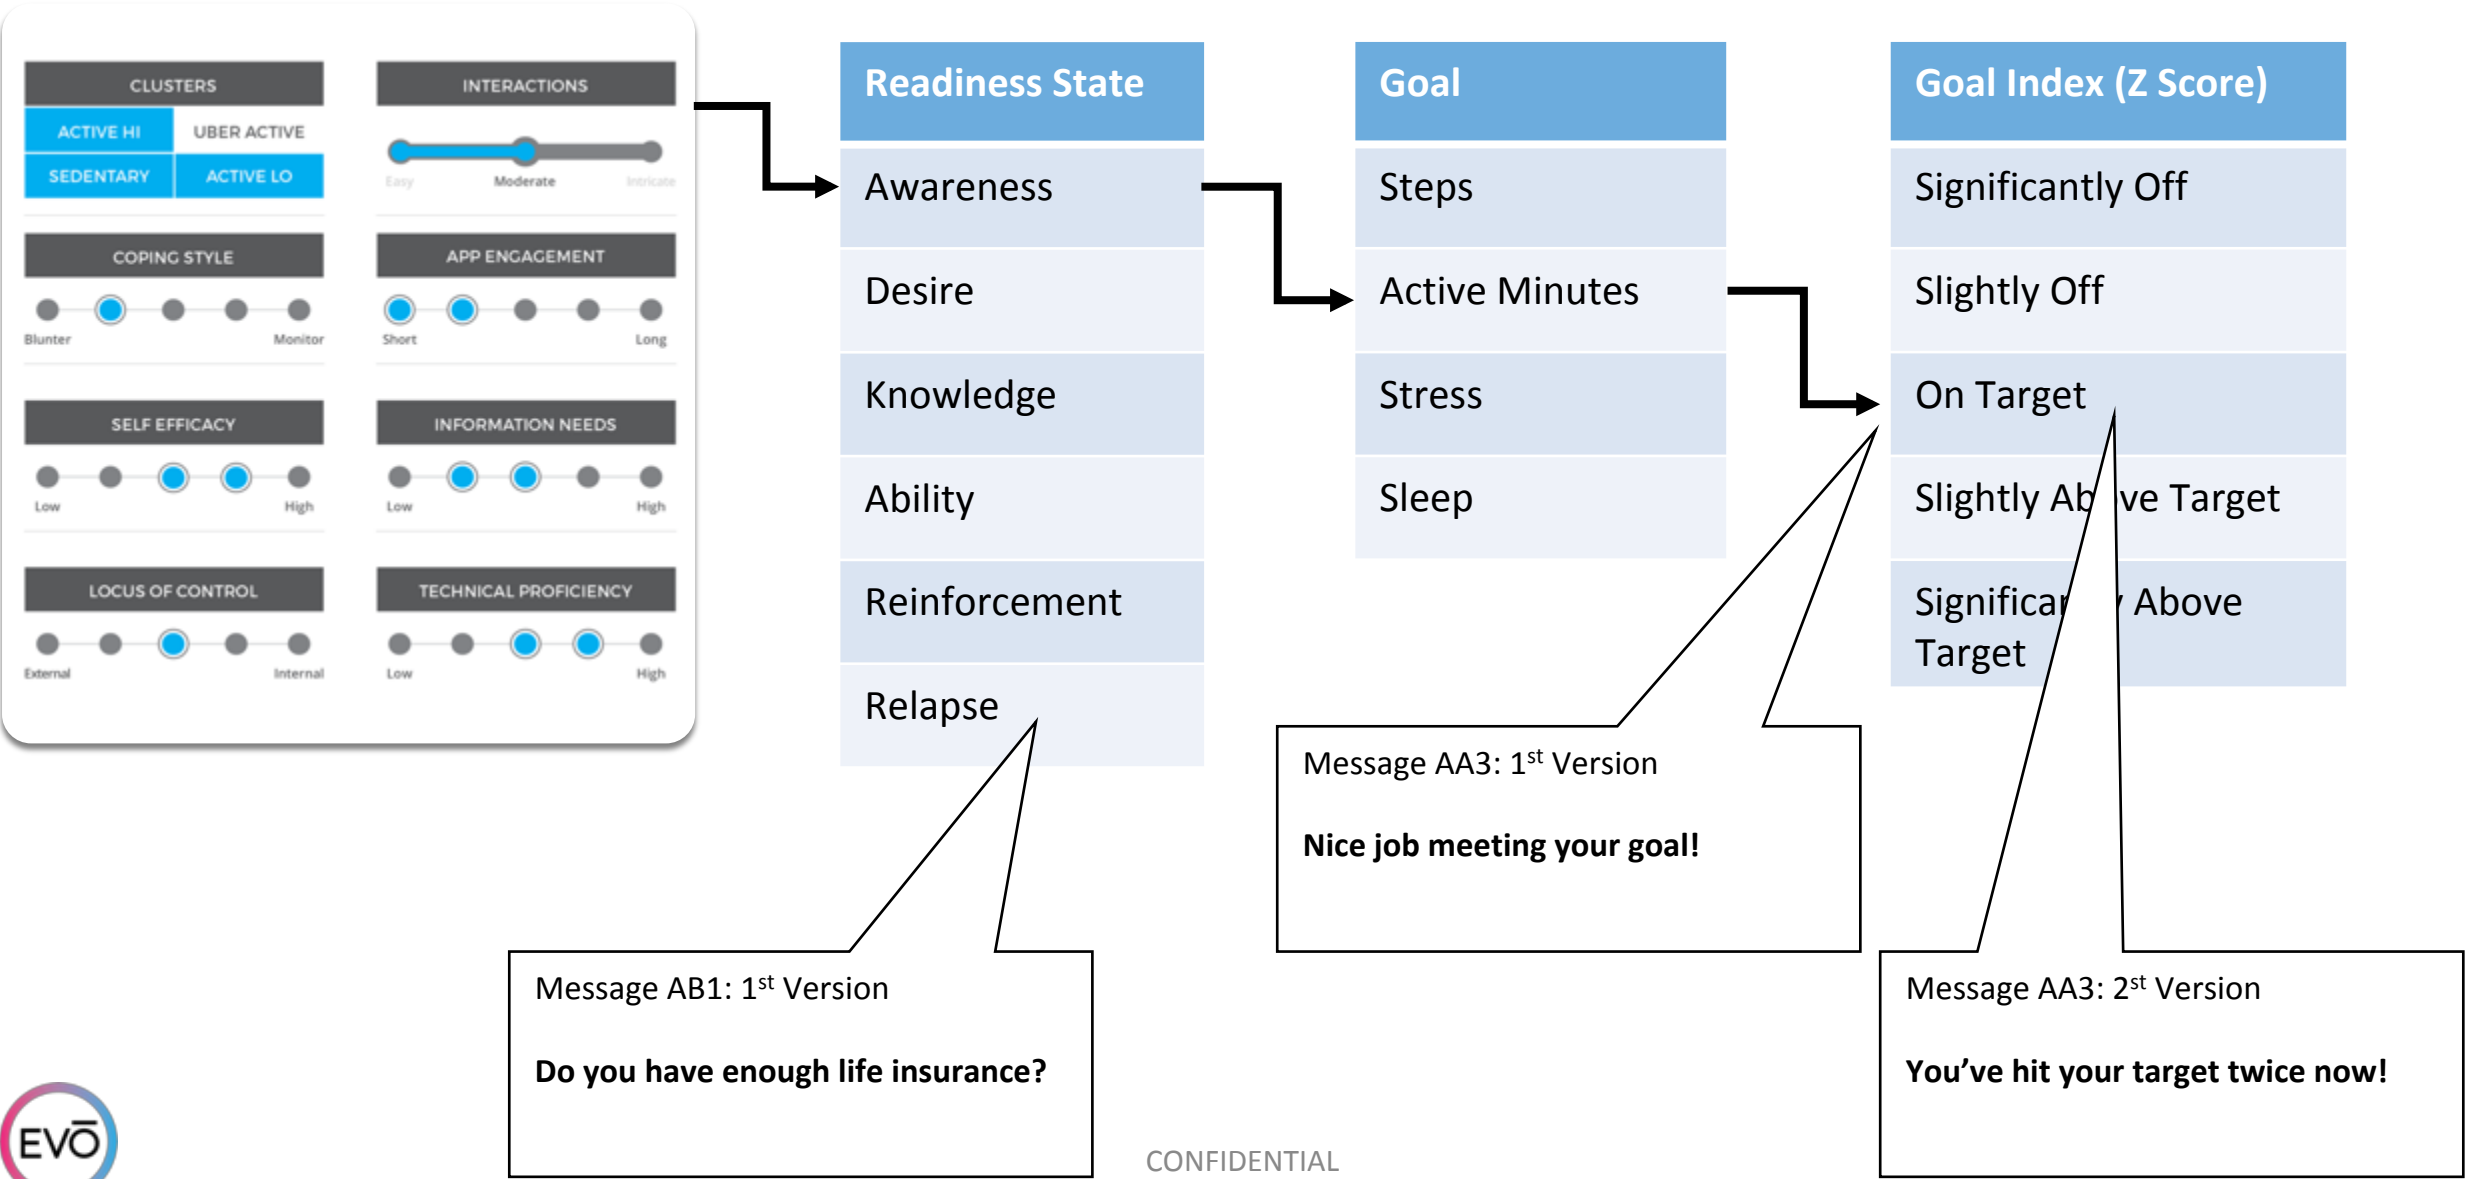 CLUSTERS
ACTIVE HI
UBER ACTIVE
SEDENTARY
ACTIVE LO
INTERACTIONS
Easy
Moderate
Intricate
COPING STYLE
Blunter
Monitor
APP ENGAGEMENT
Short
Long
SELF EFFICACY
Low
High
INFORMATION NEEDS
Low
High
LOCUS OF CONTROL
External
Internal
TECHNICAL PROFICIENCY
Low
High
Readiness State
Awareness
Desire
Knowledge
Ability
Reinforcement
Relapse
Goal
Steps
Active Minutes
Stress
Sleep
Goal Index (Z Score)
Significantly Off
Slightly Off
On Target
Slightly Above Target
Significantly Above
Target
Message AB1: 1st Version
Do you have enough life insurance?
Message AA3: 1st Version
Nice job meeting your goal!
Message AA3: 2st Version
You've hit your target twice now!
EVŌ
CONFIDENTIAL